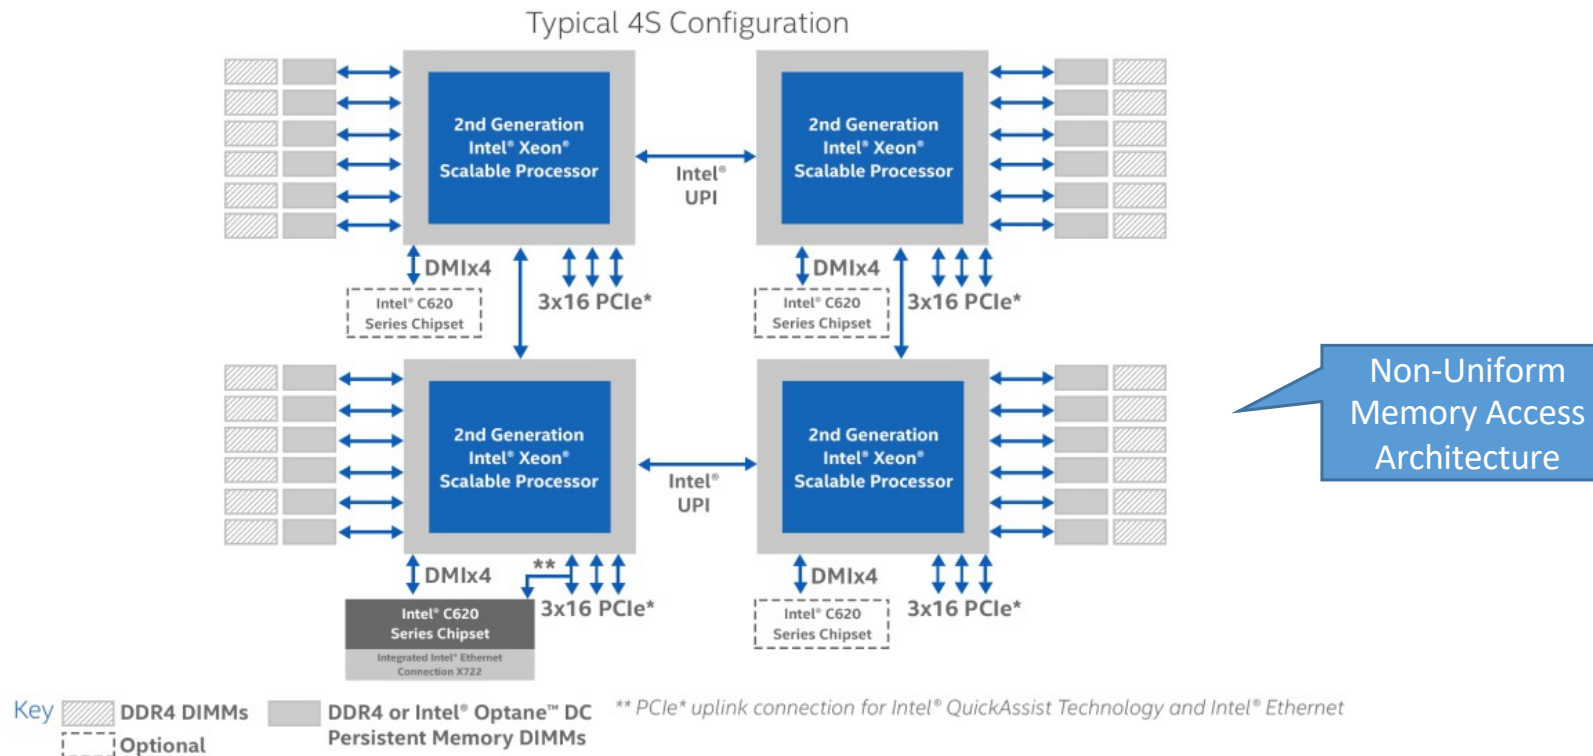 Typical 4S Configuration
2nd Generation
Intel® Xeon®
Scalable Processor
Intel®
UPI
2nd Generation
Intel® Xeon®
Scalable Processor
DMIx4
3x16 PCIe*
Intel® C620
Series Chipset
DMIx4
3x16 PCIe*
Intel® C620
Series Chipset
2nd Generation
Intel® Xeon®
Scalable Processor
Intel®
UPI
2nd Generation
Intel® Xeon®
Scalable Processor
Non-Uniform
Memory Access
Architecture
DMIx4
**
3x16 PCIe*
Intel® C620
Series Chipset
Integrated Intel® Ethernet
Connection X722
DMIx4
3x16 PCIe*
Intel® C620
Series Chipset
Key
DDR4 DIMMs
Optional
DDR4 or Intel® Optane™ DC
Persistent Memory DIMMs
** PCIe* uplink connection for Intel® QuickAssist Technology and Intel® Ethernet